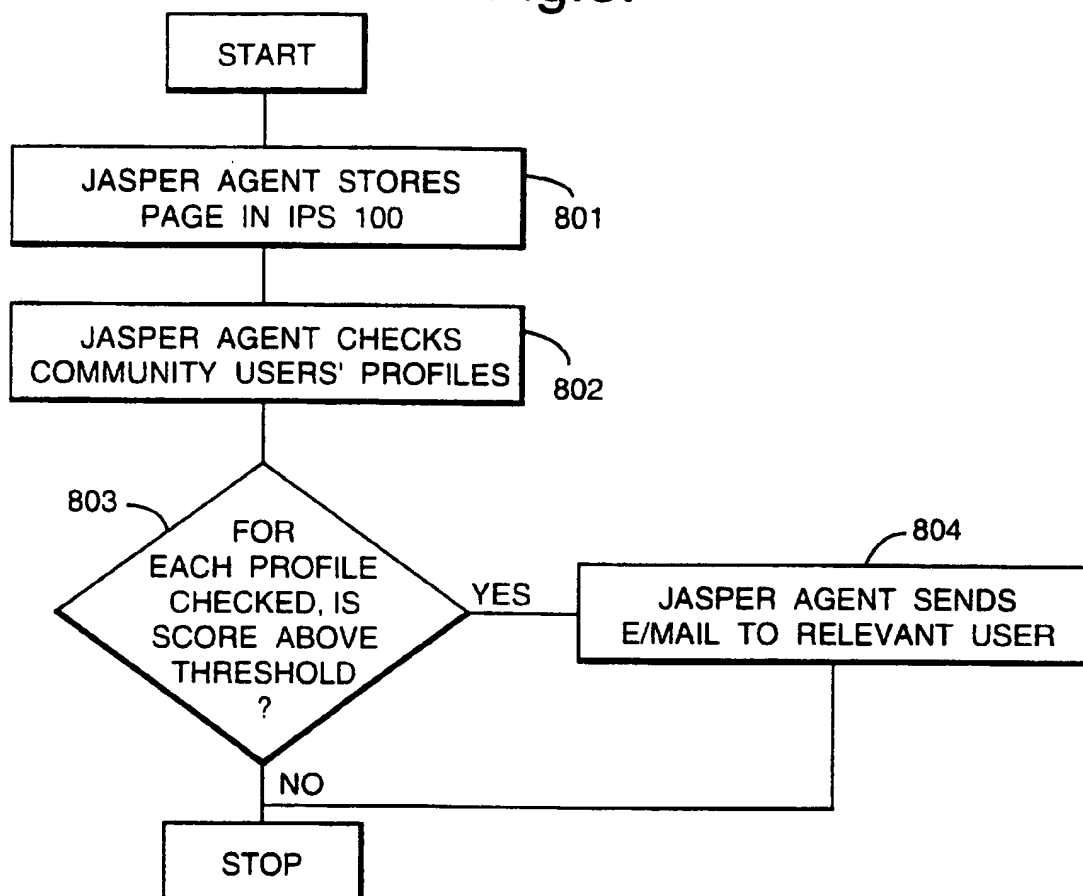 START
JASPER AGENT STORES
PAGE IN IPS 100
801
JASPER AGENT CHECKS
COMMUNITY USERS' PROFILES
802
803
FOR
EACH PROFILE
CHECKED, IS
SCORE ABOVE
THRESHOLD
?
YES
804
JASPER AGENT SENDS
E/MAIL TO RELEVANT USER
NO
STOP